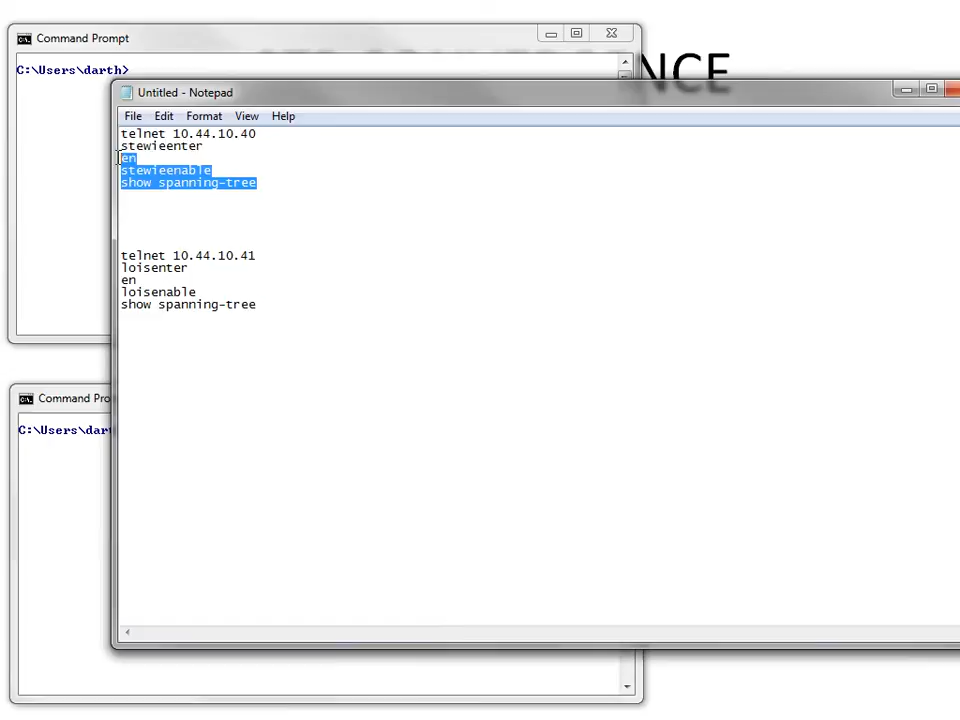 Command Prompt
NCE
C:\Users\darth>
Untitled - Notepad
File Edit Format View Help
telnet 10.44.10.40
stewieenter
en
stewieenable
show spanning-tree
telnet 10.44.10.41
loisenter
en
loisenable
show spanning-tree
Command Pro
C:\Users\dart